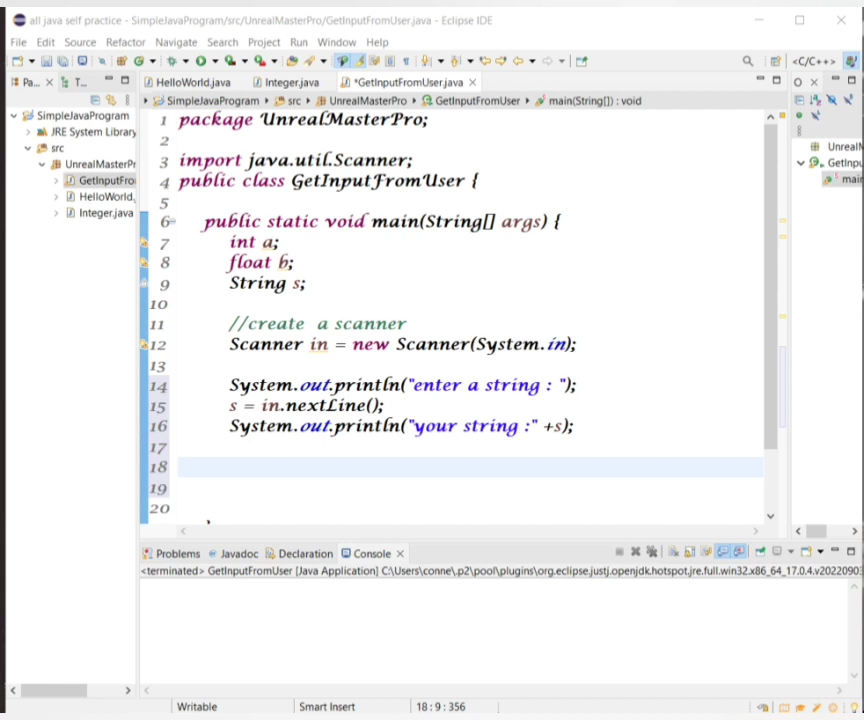 all java self practice - SimpleJavaProgram/src/UnrealMasterPro/GetInputFromUser.java - Eclipse IDE
File Edit Source Refactor Navigate Search Project Run Window Help
<C/C++>
Pa... T...
HelloWorld.java Integer.java *GetInputFromUser.java
SimpleJavaProgram src UnrealMasterPro GetInputFromUser main(String[]) : void
SimpleJavaProgram
JRE System Library
src
UnrealMasterPr
GetInputFro
HelloWorld.
Integer.java
1 package UnrealMasterPro;
2
3 import java.util.Scanner;
4 public class GetInputFromUser {
5
6 public static void main(String[] args) {
7 int a;
8 float b;
9 String s;
10
11 //create a scanner
12 Scanner in = new Scanner(System.in);
13
14 System.out.println("enter a string : ");
15 s = in.nextLine();
16 System.out.println("your string :" +s);
17
18
19
20
UnrealM
GetInpu
mair
Problems Javadoc Declaration Console
<terminated> GetInputFromUser [Java Application] C:\Users\conne\.p2\pool\plugins\org.eclipse.justj.openjdk.hotspot.jre.full.win32.x86_64_17.0.4.v20220903
Writable Smart Insert 18 : 9 : 356